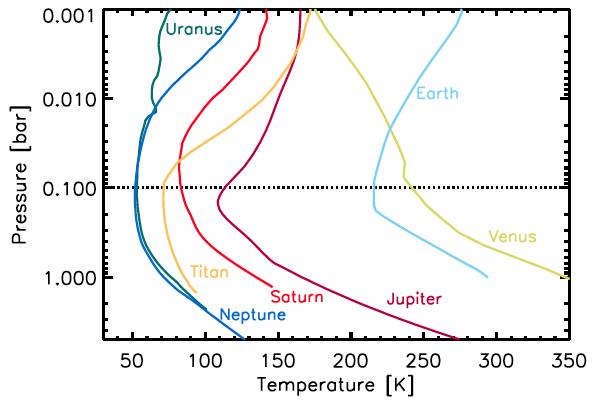 0.001
Uranus
0.010
Earth
Pressure [bar]
0.100
Venus
Titan
1.000
Saturn
Jupiter
Neptune
50 100 150 200 250 300 350
Temperature [K]